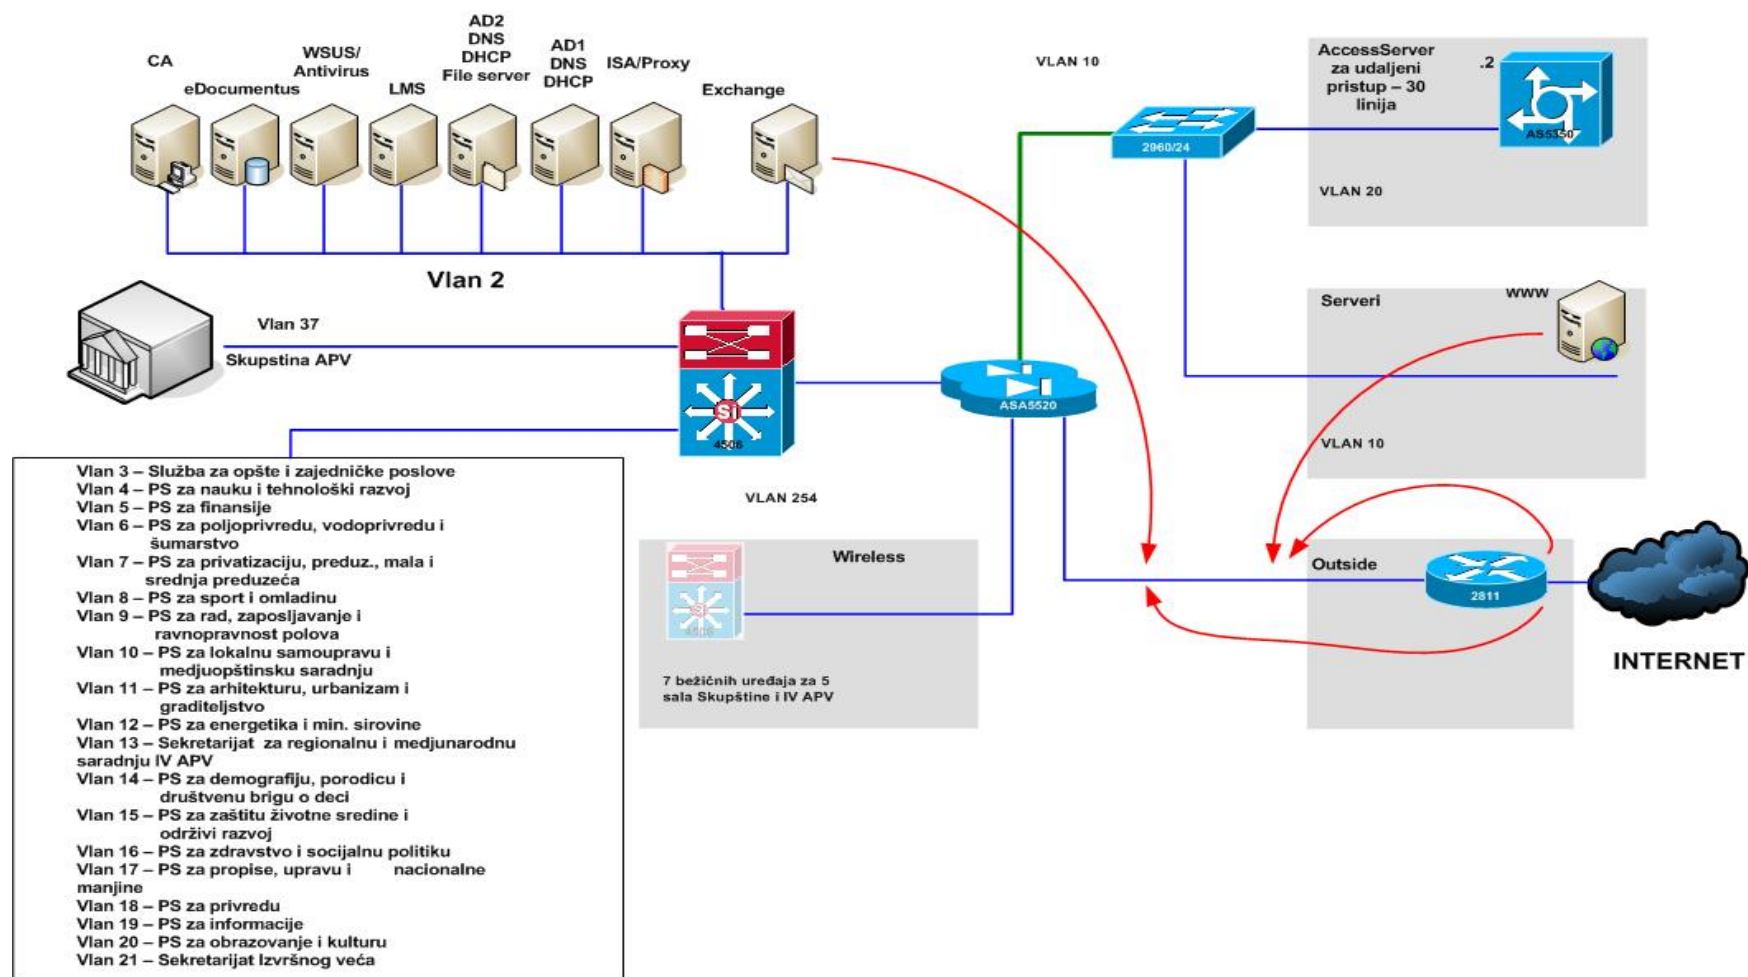 CA
eDocumentus
WSUS/
Antivirus
LMS
AD2
DNS
DHCP
File server
AD1
DNS
DHCP
ISA/Proxy
Exchange
VLAN 10
AccessServer
za udaljeni
pristup – 30
linija
.2
AS5350
2960/24
VLAN 20
Vlan 2
Vlan 37
Skupstina APV
Si
4506
ASA5520
Serveri
WWW
VLAN 10
VLAN 254
Wireless
Si
4506
7 bežičnih uređaja za 5
sala Skupštine i IV APV
Outside
2811
INTERNET
Vlan 3 – Služba za opšte i zajedničke poslove
Vlan 4 – PS za nauku i tehnološki razvoj
Vlan 5 – PS za finansije
Vlan 6 – PS za poljoprivredu, vodoprivredu i
šumarstvo
Vlan 7 – PS za privatizaciju, preduz., mala i
srednja preduzeća
Vlan 8 – PS za sport i omladinu
Vlan 9 – PS za rad, zaposljavanje i
ravnopravnost polova
Vlan 10 – PS za lokalnu samoupravu i
medjuopštinsku saradnju
Vlan 11 – PS za arhitekturu, urbanizam i
graditeljstvo
Vlan 12 – PS za energetika i min. sirovine
Vlan 13 – Sekretarijat za regionalnu i medjunarodnu
saradnju IV APV
Vlan 14 – PS za demografiju, porodicu i
društvenu brigu o deci
Vlan 15 – PS za zaštitu životne sredine i
održivi razvoj
Vlan 16 – PS za zdravstvo i socijalnu politiku
Vlan 17 – PS za propise, upravu i nacionalne
manjine
Vlan 18 – PS za privredu
Vlan 19 – PS za informacije
Vlan 20 – PS za obrazovanje i kulturu
Vlan 21 – Sekretarijat Izvršnog veća